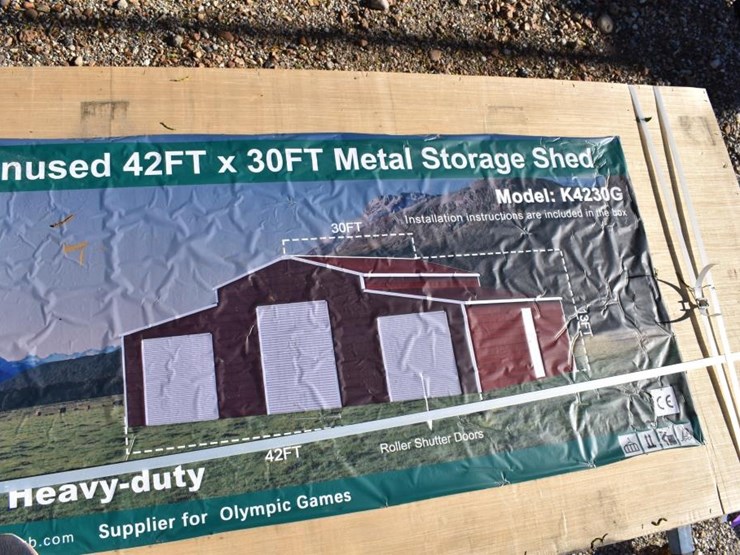 nused 42FT x 30FT Metal Storage Shed
Model: K4230G
Installation instructions are included in the box
30FT
13FT
42FT
Roller Shutter Doors
CE
Heavy-duty
b.com
Supplier for Olympic Games